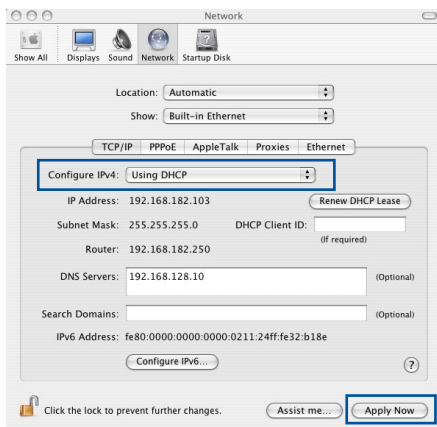 Network
Show All Displays Sound Network Startup Disk
Location: Automatic
Show: Built-in Ethernet
TCP/IP PPPoE AppleTalk Proxies Ethernet
Configure IPv4: Using DHCP
IP Address: 192.168.182.103 Renew DHCP Lease
Subnet Mask: 255.255.255.0 DHCP Client ID:
(If required)
Router: 192.168.182.250
DNS Servers: 192.168.128.10 (Optional)
Search Domains: (Optional)
IPv6 Address: fe80:0000:0000:0000:0211:24ff:fe32:b18e
Configure IPv6... ?
Click the lock to prevent further changes. Assist me... Apply Now